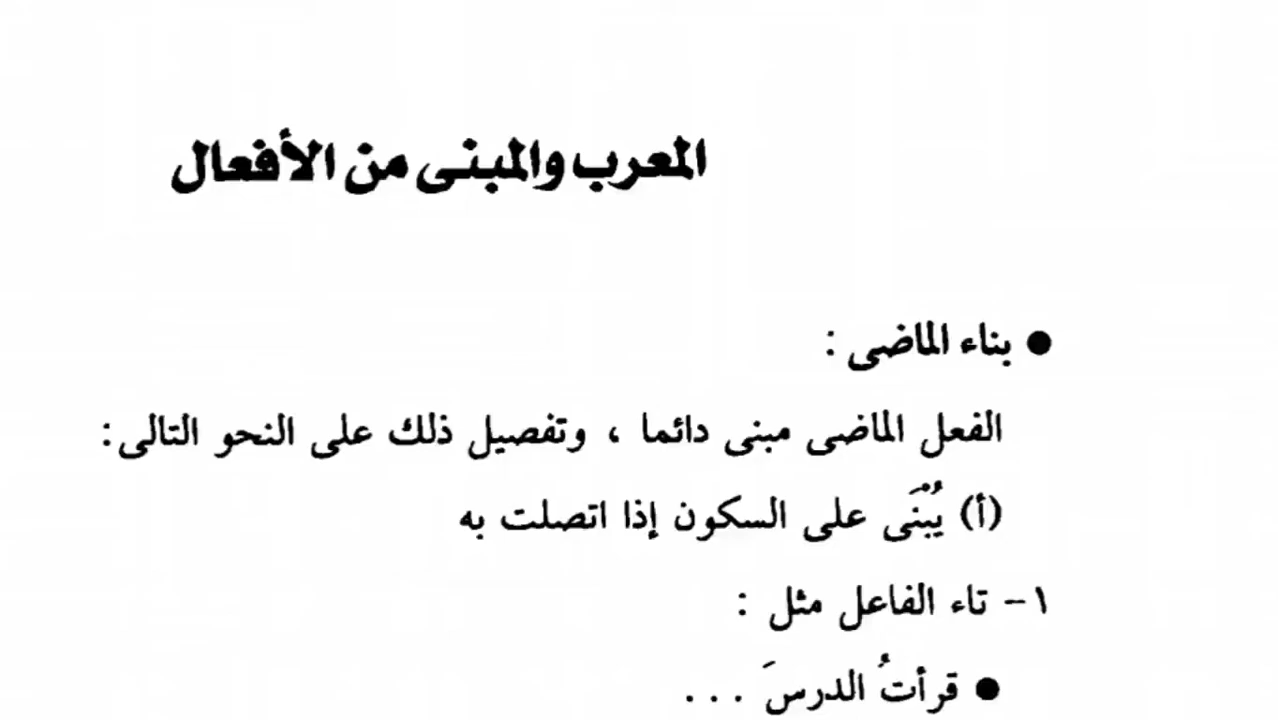 المعرب والمبنى من الأفعال
● بناء الماضى :
الفعل الماضى مبنى دائما ، وتفصيل ذلك على النحو التالى :
(أ) يُبْنَى على السكون إذا اتصلت به
١- تاء الفاعل مثل :
● قرأتُ الدرسَ ...